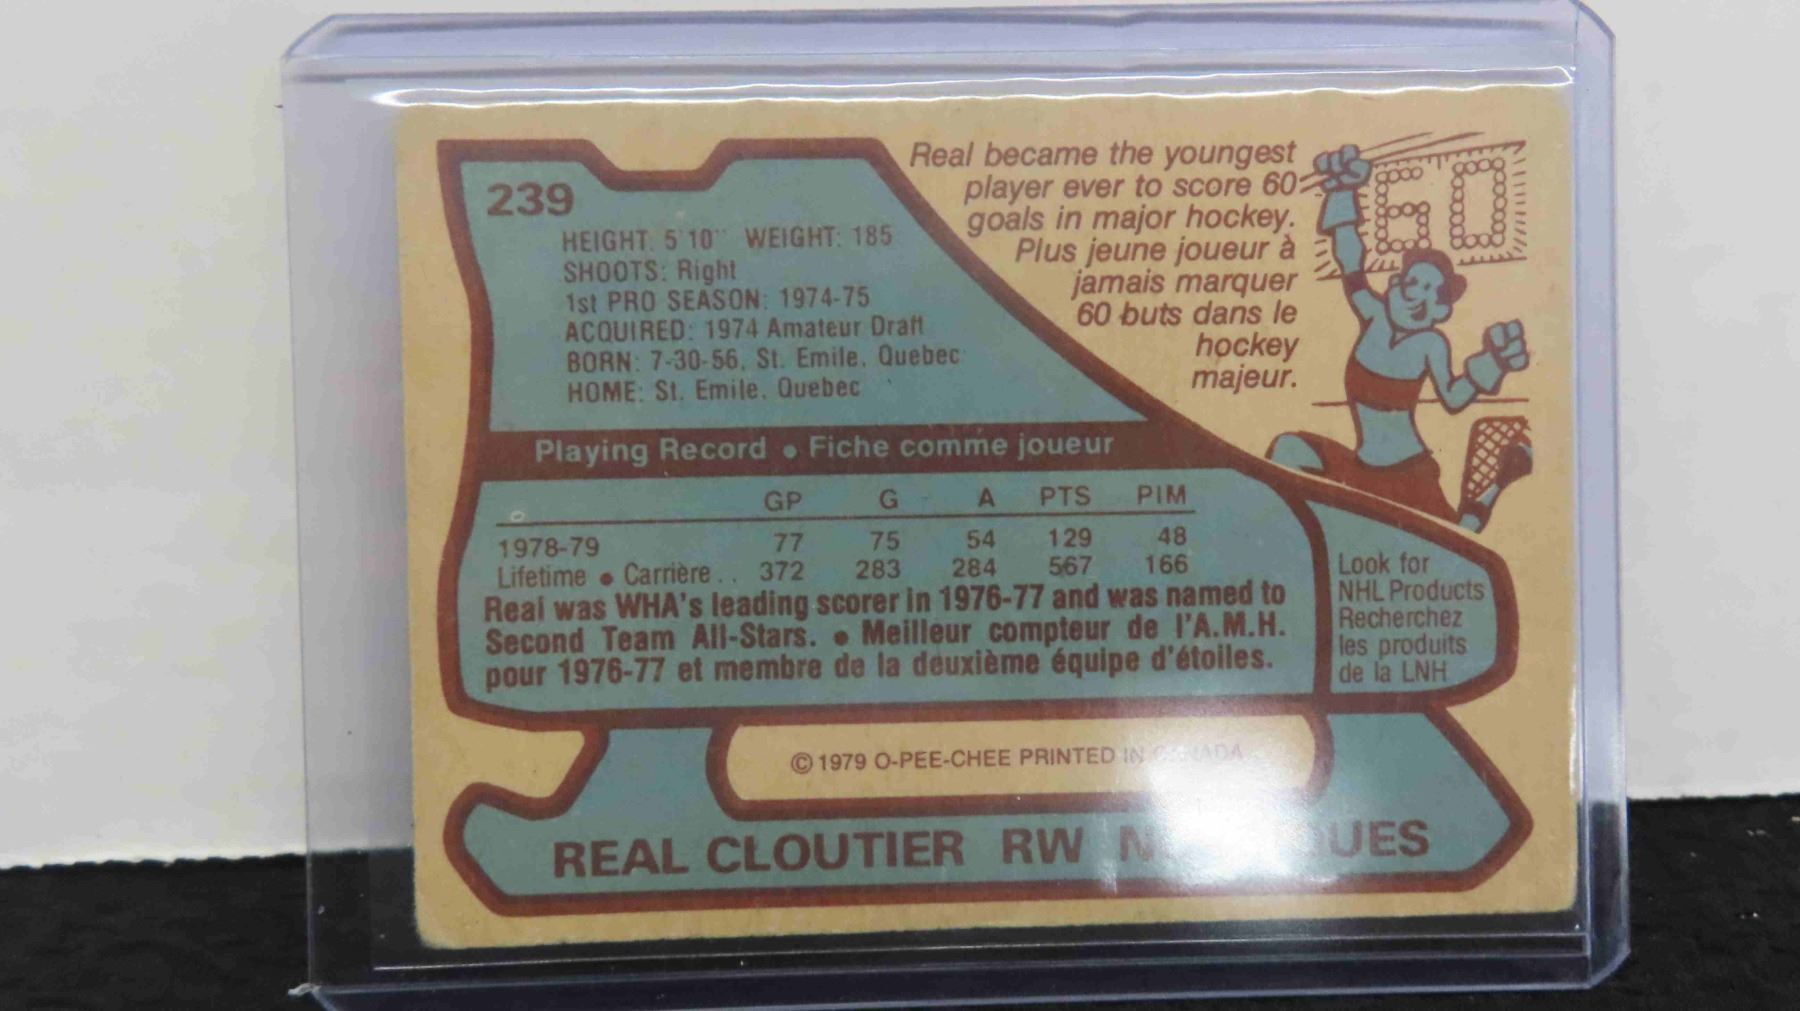 239
HEIGHT: 5'10" WEIGHT: 185
SHOOTS: Right
1st PRO SEASON: 1974-75
ACQUIRED: 1974 Amateur Draft
BORN: 7-30-56, St. Emile, Quebec
HOME: St. Emile, Quebec
Real became the youngest
player ever to score 60
goals in major hockey.
Plus jeune joueur à
jamais marquer
60 buts dans le
hockey
majeur.
60
Playing Record • Fiche comme joueur
GP G A PTS PIM
1978-79 77 75 54 129 48
Lifetime • Carrière .. 372 283 284 567 166
Real was WHA's leading scorer in 1976-77 and was named to
Second Team All-Stars. • Meilleur compteur de l'A.M.H.
pour 1976-77 et membre de la deuxième équipe d'étoiles.
Look for
NHL Products
Recherchez
les produits
de la LNH
© 1979 O-PEE-CHEE PRINTED IN CANADA
REAL CLOUTIER RW